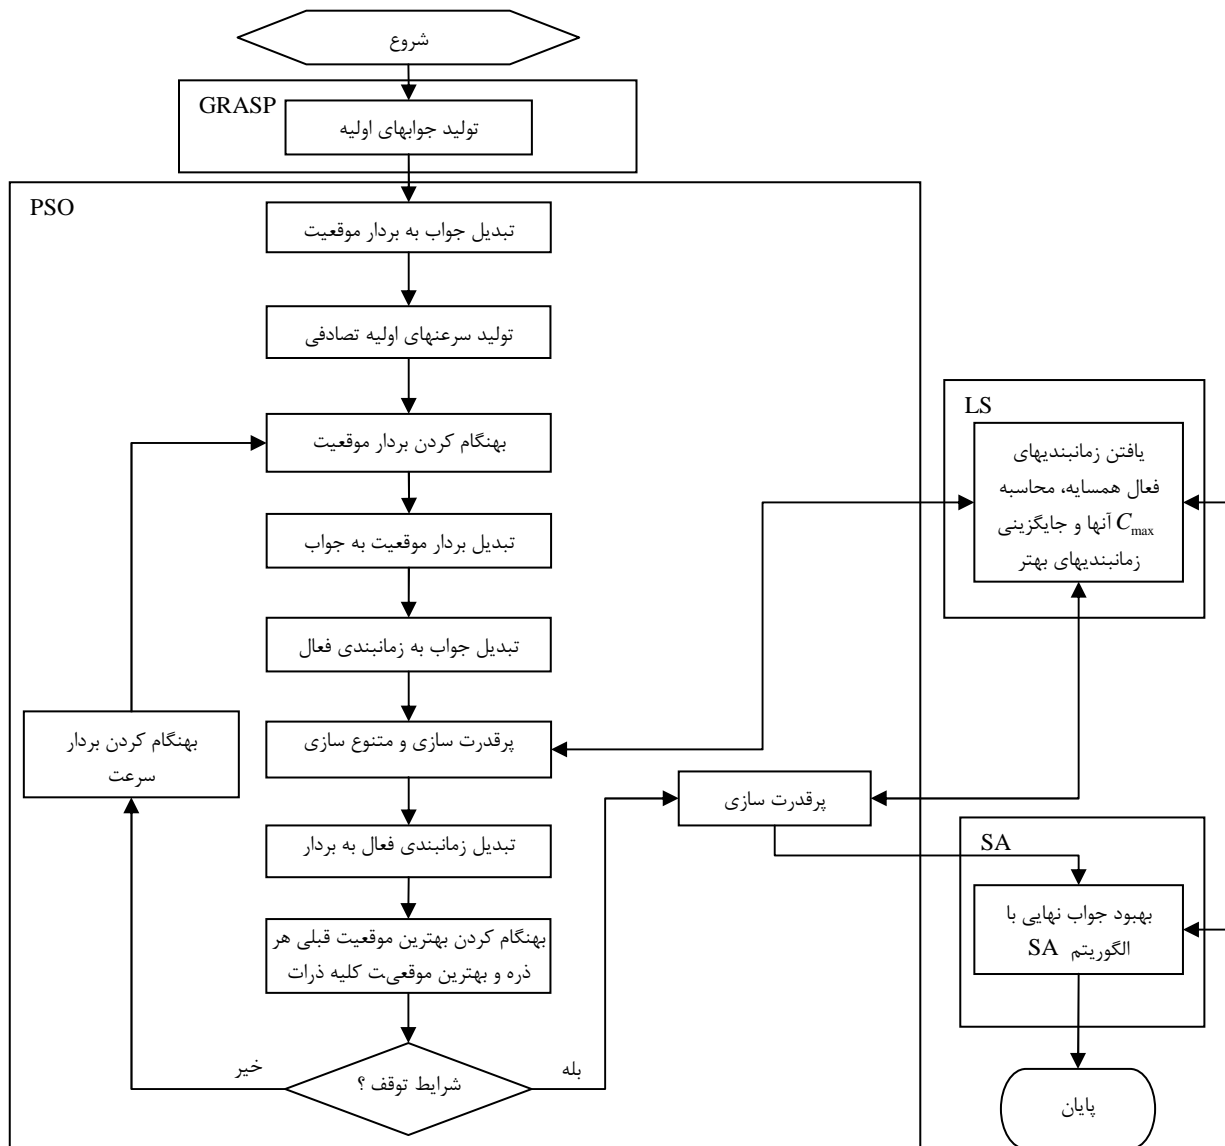 شروع
GRASP
تولید جوابهای اولیه
PSO
تبدیل جواب به بردار موقعیت
تولید سرعنهای اولیه تصادفی
بهنگام کردن بردار موقعیت
تبدیل بردار موقعیت به جواب
تبدیل جواب به زمانبندی فعال
پرقدرت سازی و متنوع سازی
تبدیل زمانبندی فعال به بردار
بهنگام کردن بهترین موقعیت قبلی هر
ذره و بهترین موقعیت کلیه ذرات
شرایط توقف ؟
خیر
بله
بهنگام کردن بردار
سرعت
پرقدرت سازی
LS
یافتن زمانبندیهای
فعال همسایه، محاسبه
C_max آنها و جایگزینی
زمانبندیهای بهتر
SA
بهبود جواب نهایی با
الگوریتم SA
پایان